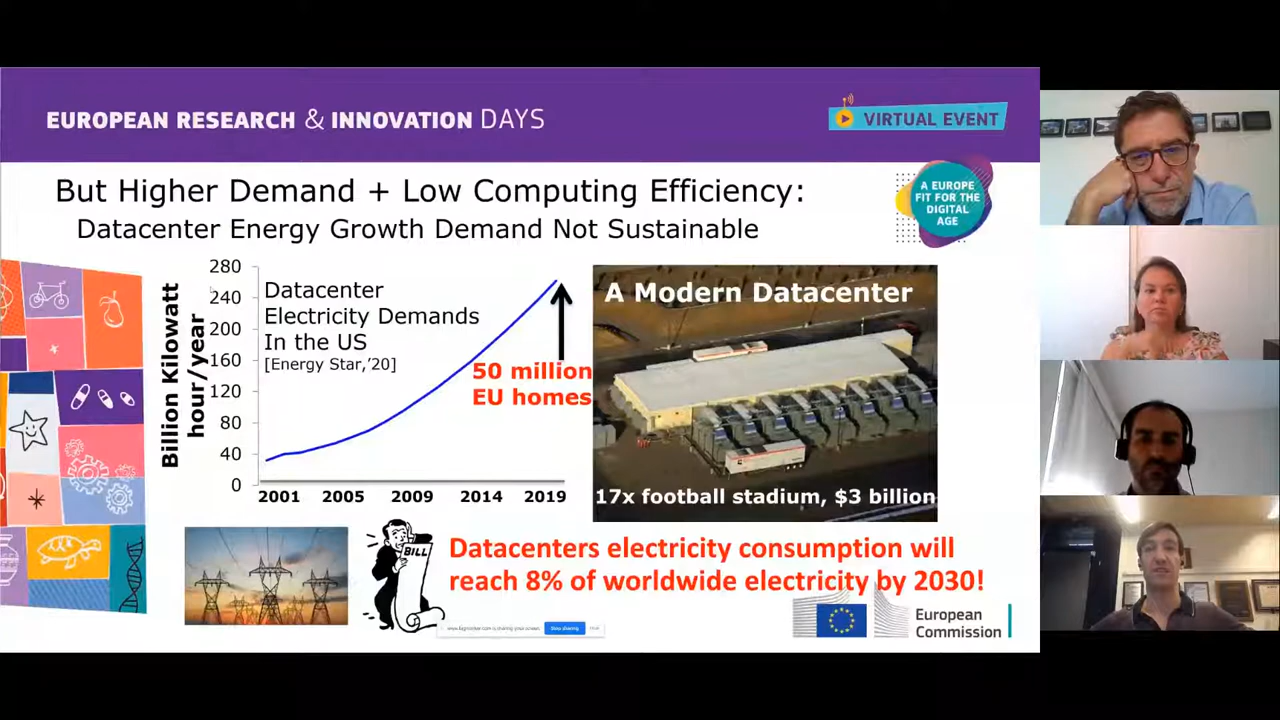 EUROPEAN RESEARCH & INNOVATION DAYS
VIRTUAL EVENT
But Higher Demand + Low Computing Efficiency:
Datacenter Energy Growth Demand Not Sustainable
A EUROPE
FIT FOR THE
DIGITAL
AGE
Billion Kilowatt
hour/year
280
240
200
160
120
80
40
0
Datacenter
Electricity Demands
In the US
[Energy Star,'20]
50 million
EU homes
2001 2005 2009 2014 2019
A Modern Datacenter
17x football stadium, $3 billion
BILL
Datacenters electricity consumption will
reach 8% of worldwide electricity by 2030!
is sharing your screen.
Stop sharing
European
Commission